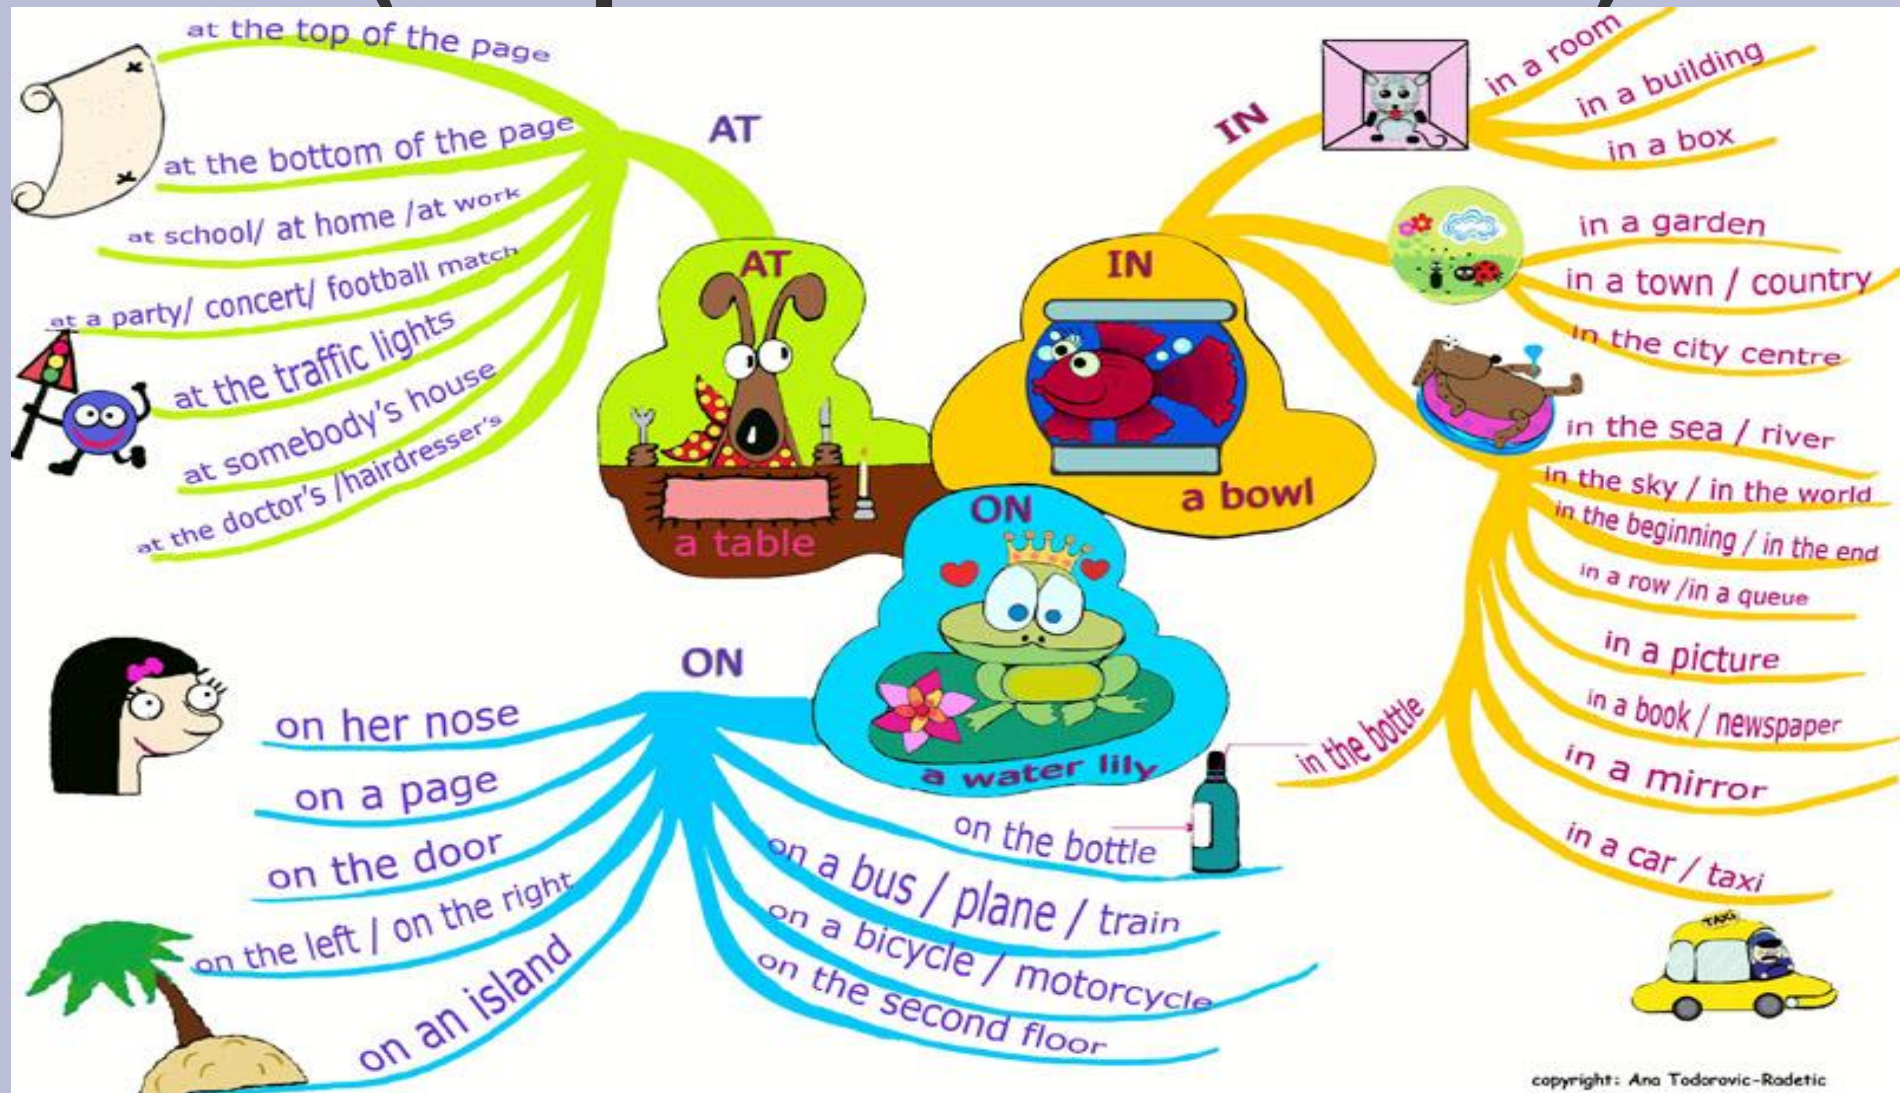 AT
at the top of the page
at the bottom of the page
at school/ at home /at work
at a party/ concert/ football match
at the traffic lights
at somebody's house
at the doctor's /hairdresser's
AT
a table
IN
in a room
in a building
in a box
in a garden
in a town / country
in the city centre
in the sea / river
in the sky / in the world
in the beginning / in the end
in a row /in a queue
in a picture
in a book / newspaper
in a mirror
in a car / taxi
in the bottle
IN
a bowl
ON
a water lily
ON
on her nose
on a page
on the door
on the left / on the right
on an island
on the bottle
on a bus / plane / train
on a bicycle / motorcycle
on the second floor
TAXI
copyright: Ana Todorovic-Radetic